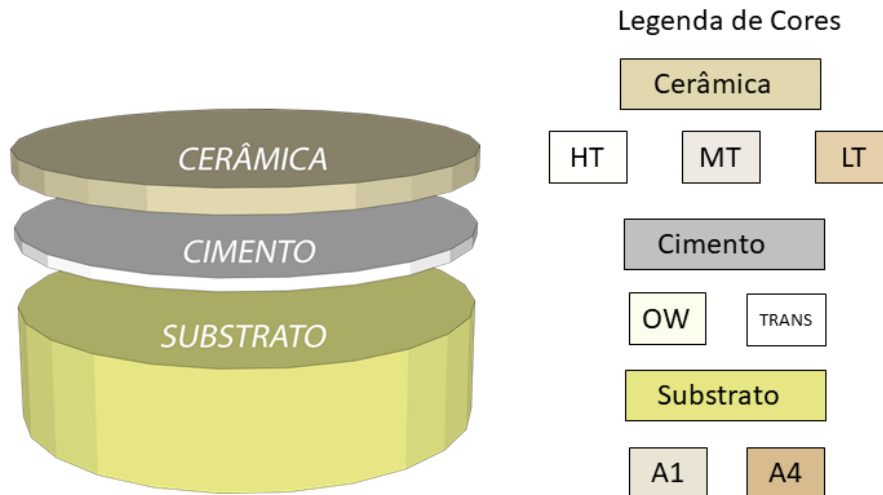 Legenda de Cores
CERÂMICA
CIMENTO
SUBSTRATO
Cerâmica
HT MT LT
Cimento
OW TRANS
Substrato
A1 A4